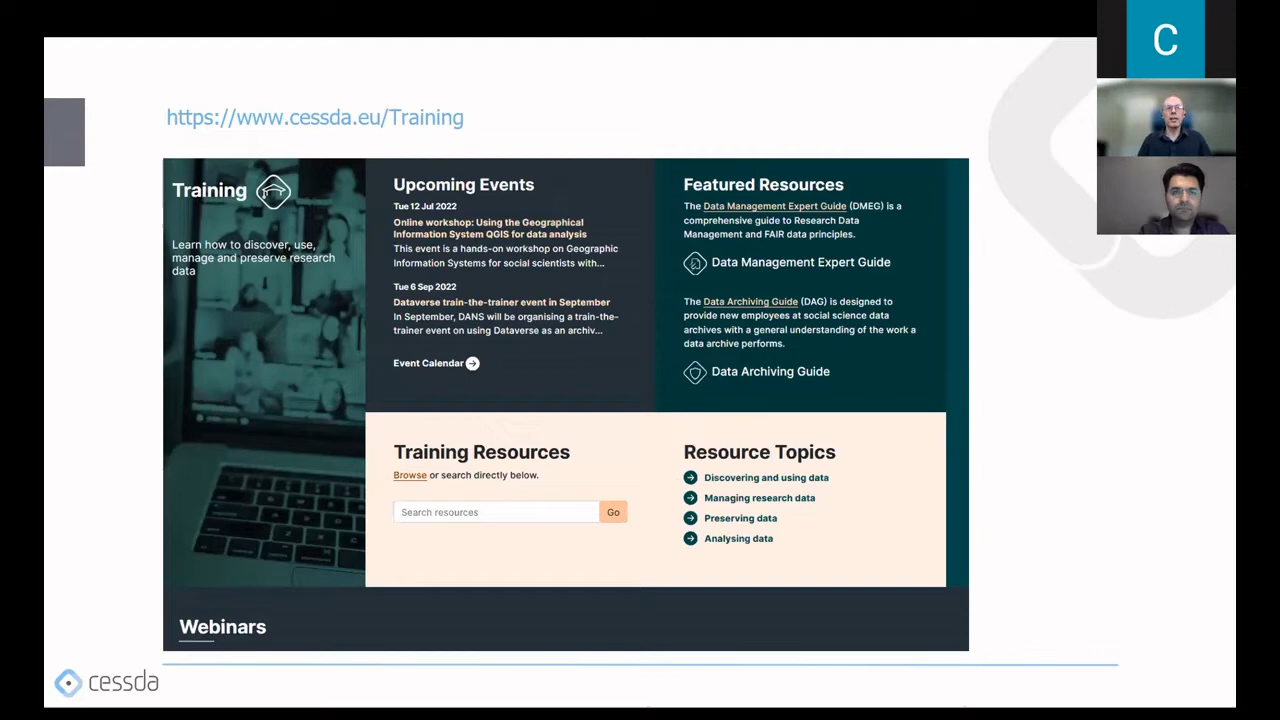 C
https://www.cessda.eu/Training
Training
Learn how to discover, use,
manage and preserve research
data
Upcoming Events
Tue 12 Jul 2022
Online workshop: Using the Geographical
Information System QGIS for data analysis
This event is a hands-on workshop on Geographic
Information Systems for social scientists with...
Tue 6 Sep 2022
Dataverse train-the-trainer event in September
In September, DANS will be organising a train-the-
trainer event on using Dataverse as an archiv...
Event Calendar
Featured Resources
The Data Management Expert Guide (DMEG) is a
comprehensive guide to Research Data
Management and FAIR data principles.
Data Management Expert Guide
The Data Archiving Guide (DAG) is designed to
provide new employees at social science data
archives with a general understanding of the work a
data archive performs.
Data Archiving Guide
Training Resources
Browse or search directly below.
Search resources
Go
Resource Topics
Discovering and using data
Managing research data
Preserving data
Analysing data
Webinars
cessda